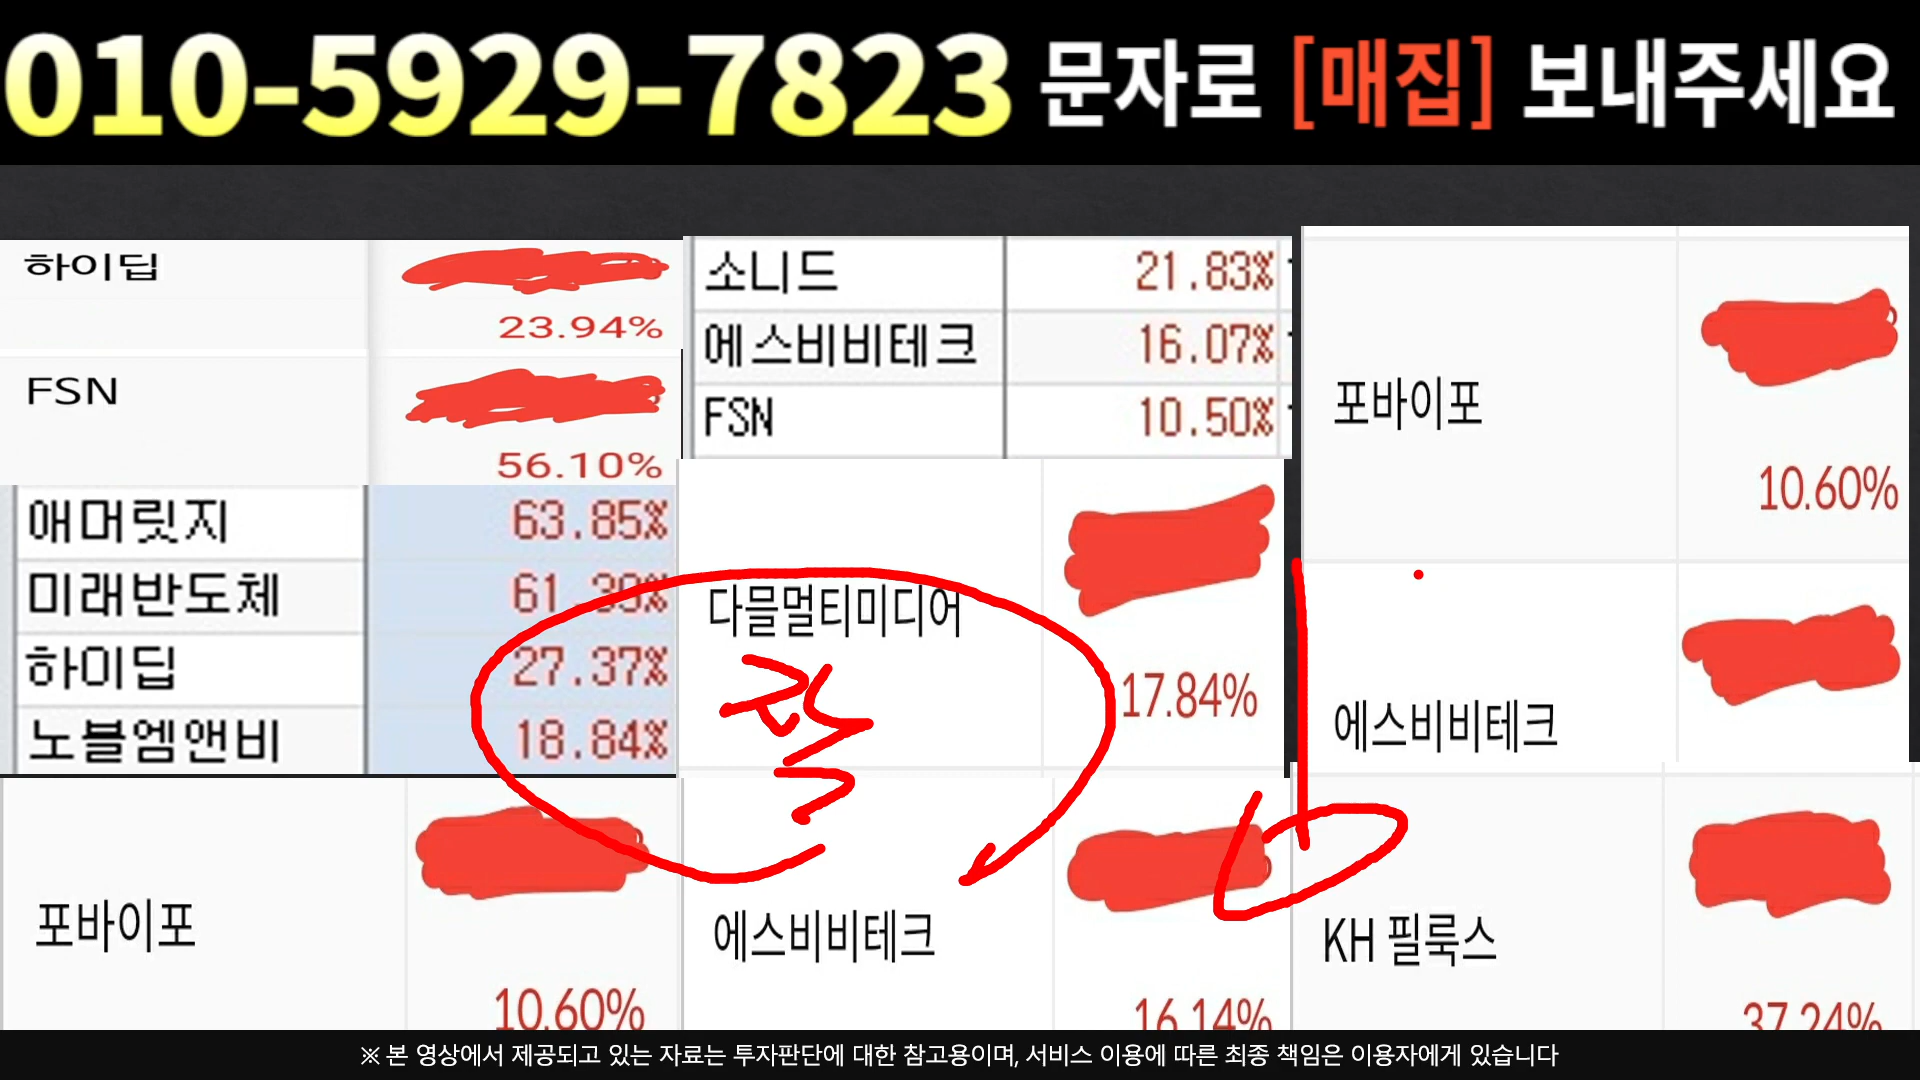 010-5929-7823 문자로 [매집] 보내주세요
하이딥
23.94%
FSN
56.10%
애머릿지 63.85%
미래반도체 61.39%
하이딥 27.37%
노블엠앤비 18.84%
소니드 21.83%
에스비비테크 16.07%
FSN 10.50%
다믈멀티미디어
17.84%
포바이포
10.60%
에스비비테크
포바이포
10.60%
에스비비테크
16.14%
KH 필룩스
37.24%
※ 본 영상에서 제공되고 있는 자료는 투자판단에 대한 참고용이며, 서비스 이용에 따른 최종 책임은 이용자에게 있습니다